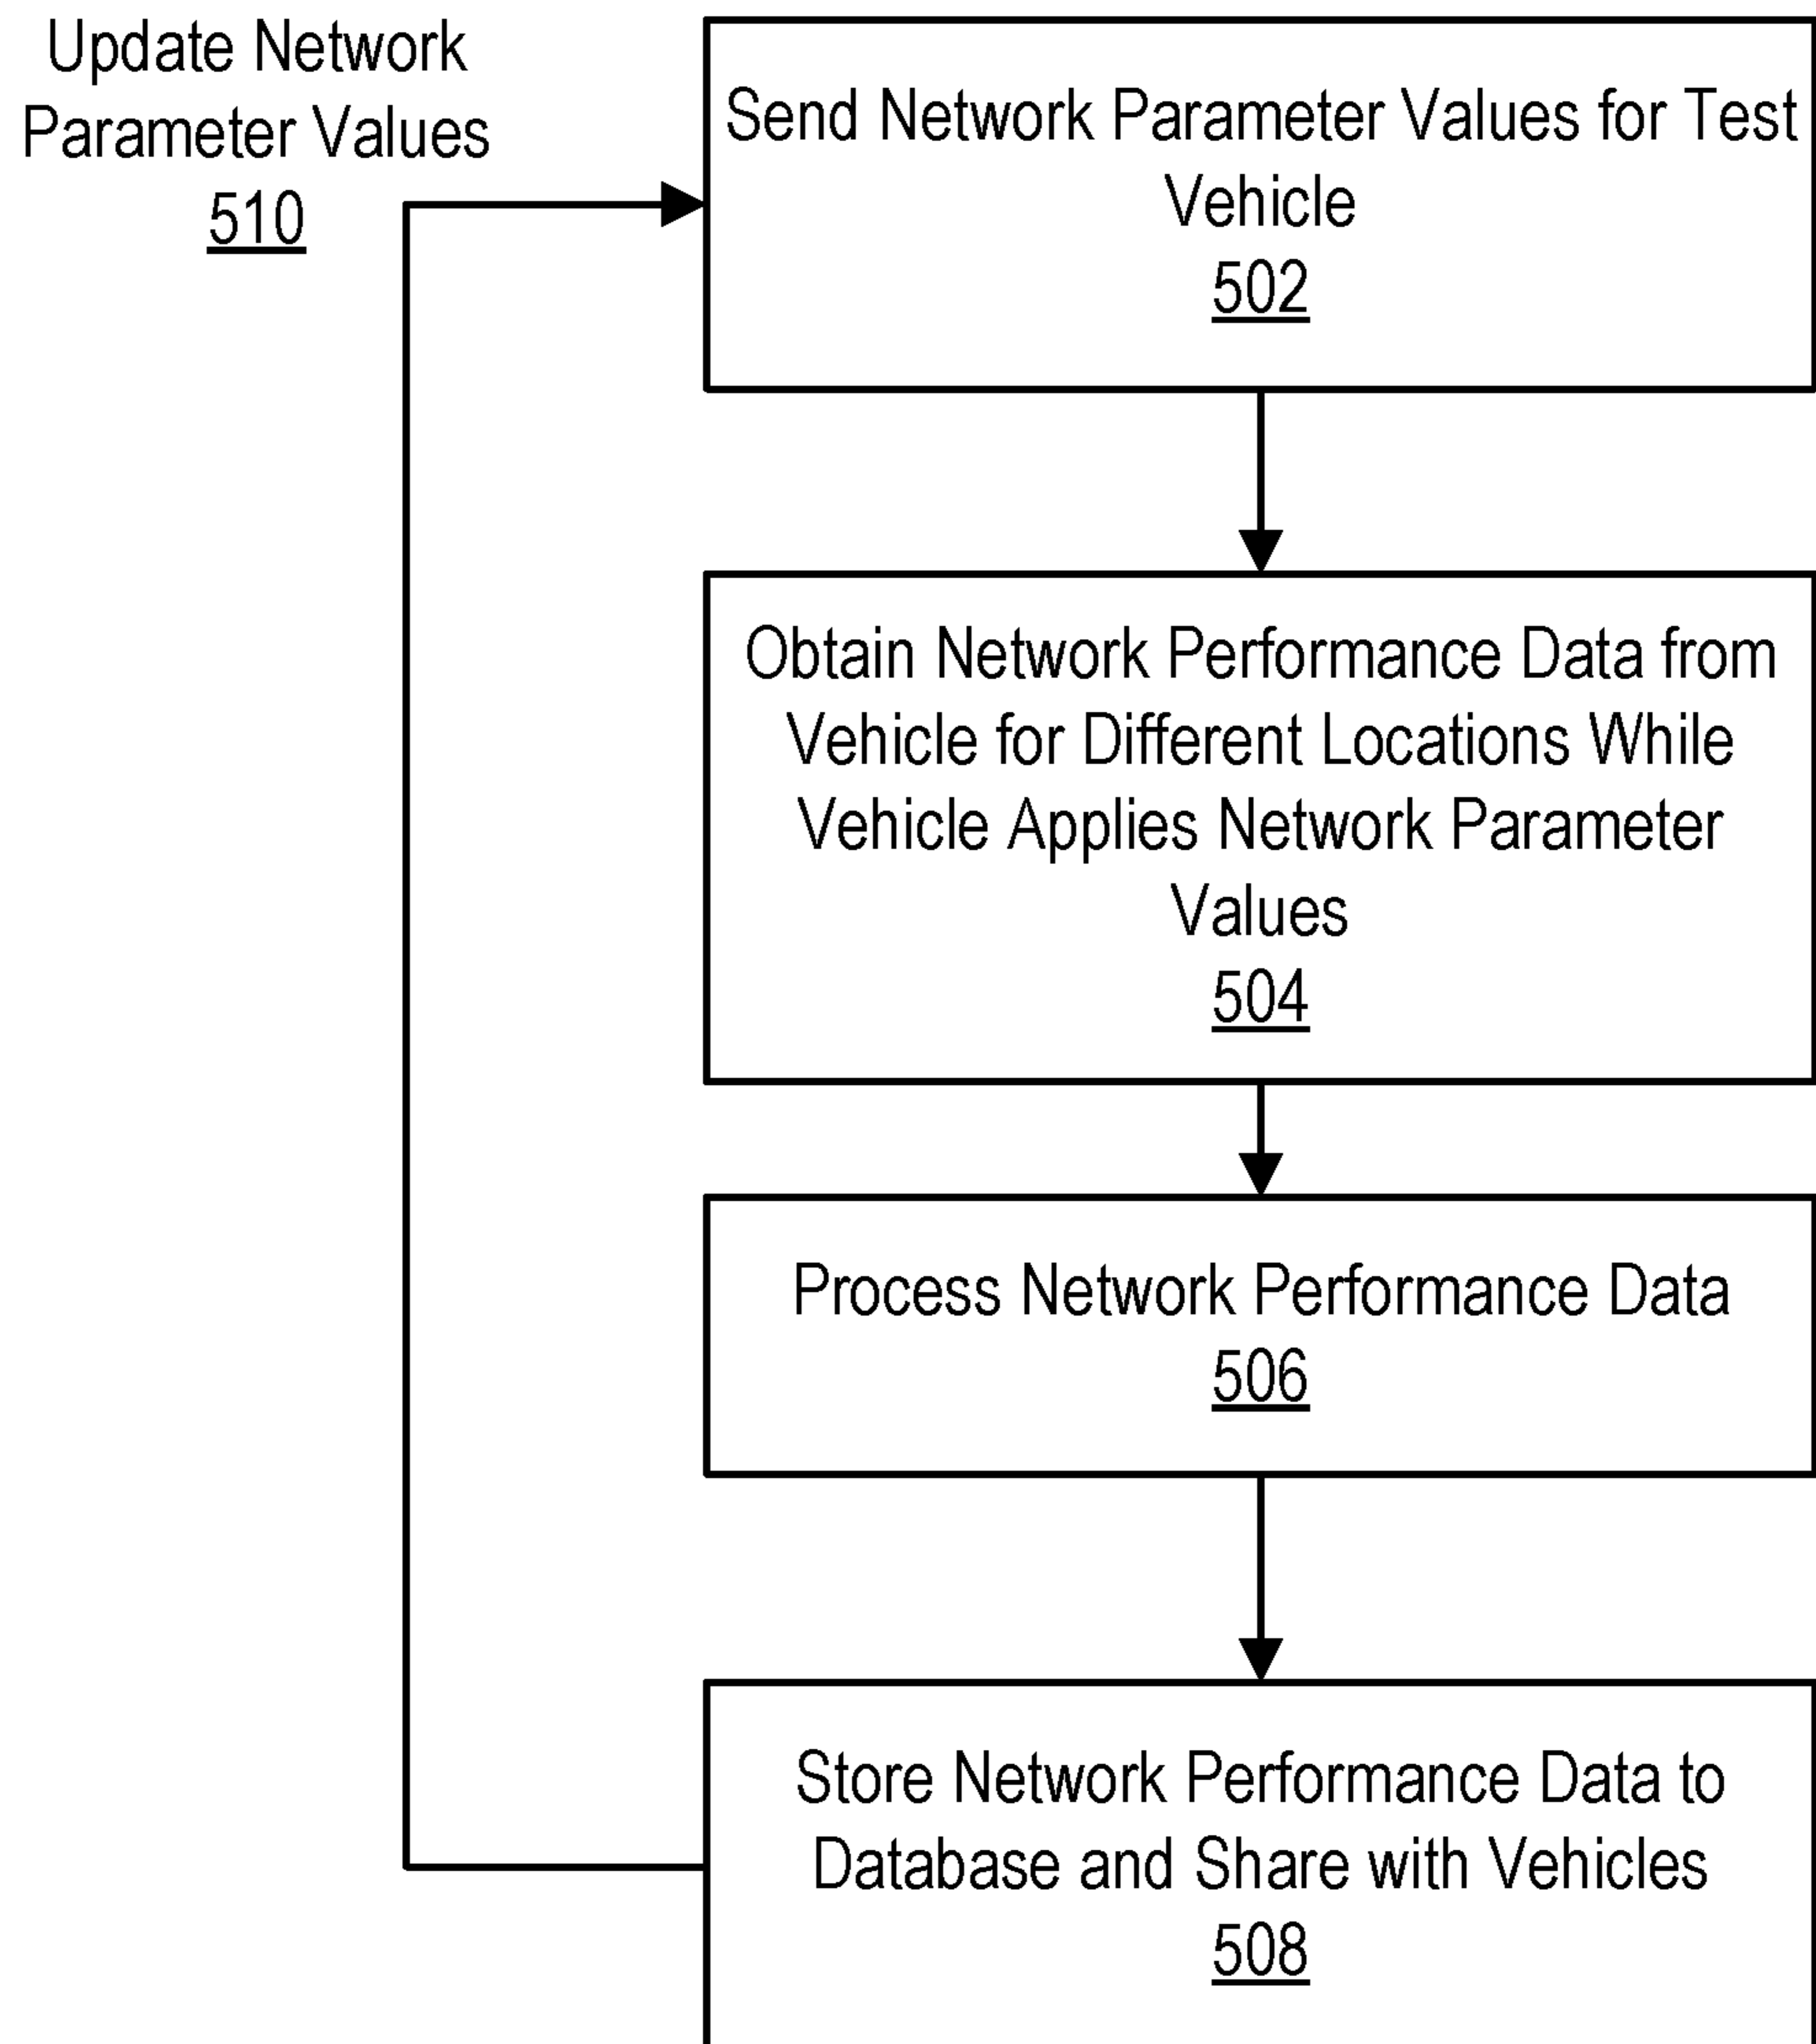 Update Network
Parameter Values
510
Send Network Parameter Values for Test
Vehicle
502
Obtain Network Performance Data from
Vehicle for Different Locations While
Vehicle Applies Network Parameter
Values
504
Process Network Performance Data
506
Store Network Performance Data to
Database and Share with Vehicles
508